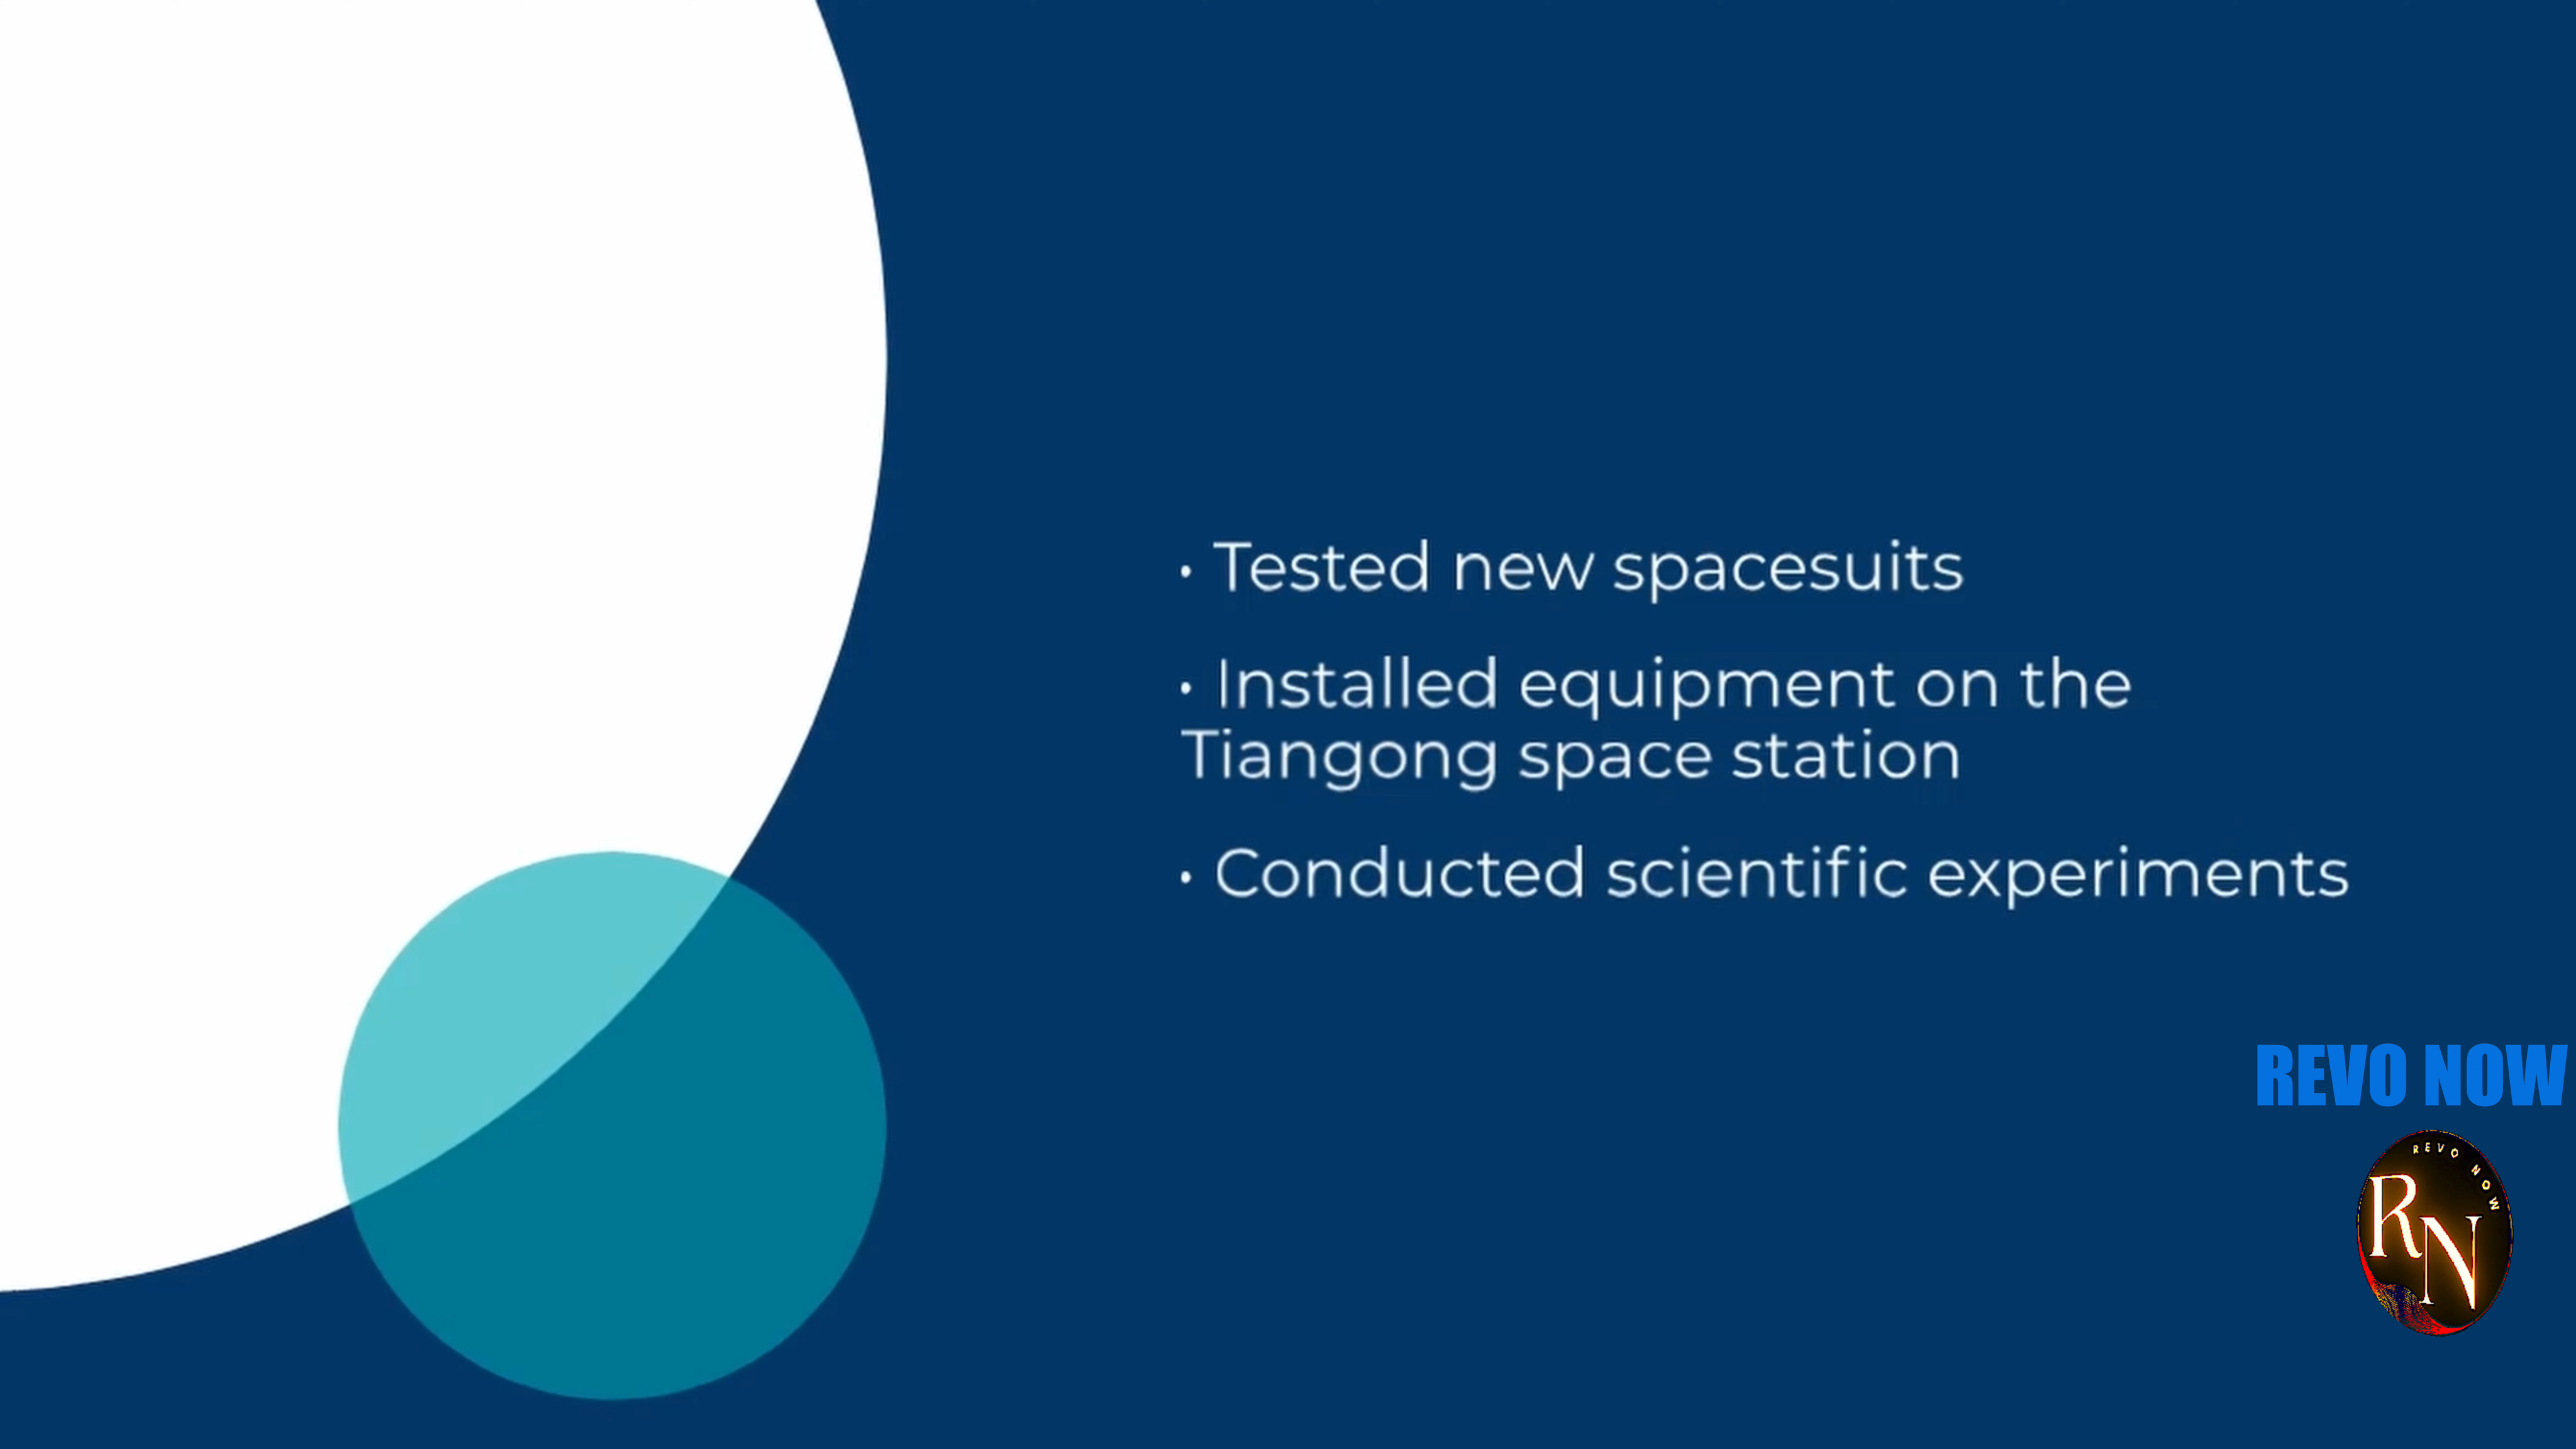 • Tested new spacesuits
• Installed equipment on the
Tiangong space station
• Conducted scientific experiments
REVO NOW
REVO NOW
RN